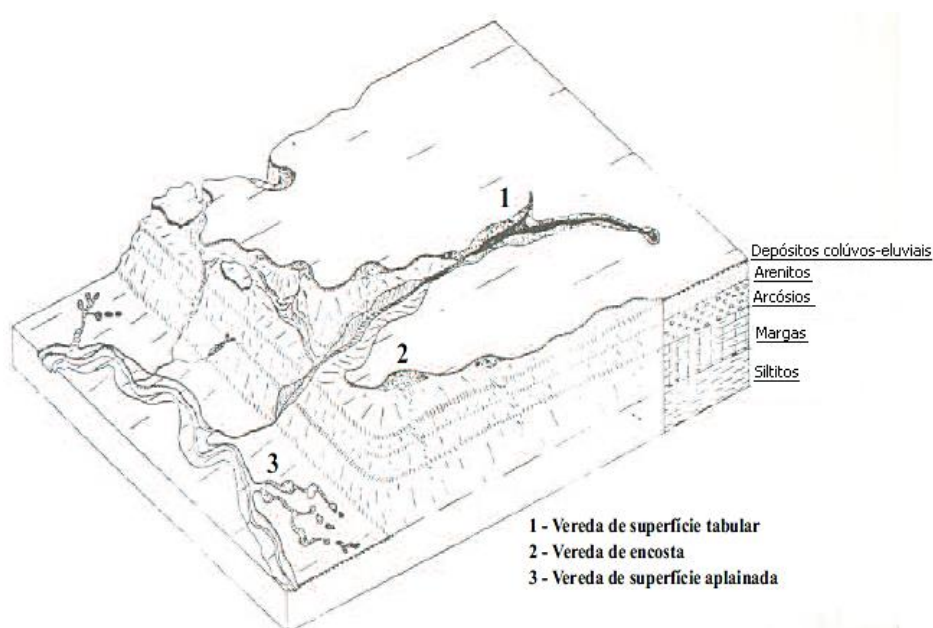 1
Depósitos colúvos-eluviais
Arenitos
Arcósios
2
Margas
Siltitos
3
1 - Vereda de superfície tabular
2 - Vereda de encosta
3 - Vereda de superfície aplainada